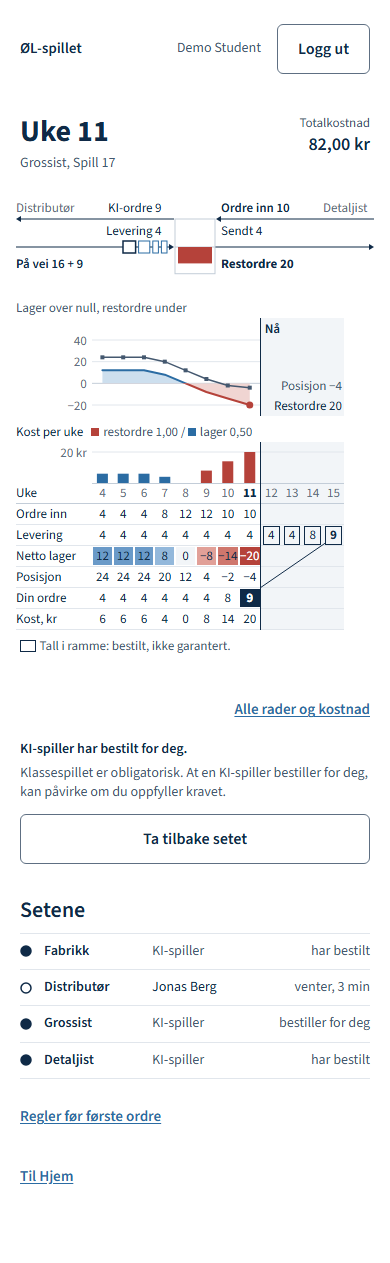 ØL-spillet Demo Student Logg ut
Uke 11 Totalkostnad
82,00 kr
Grossist, Spill 17
Distributør KI-ordre 9 Ordre inn 10 Detaljist
Levering 4 Sendt 4
På vei 16 + 9 Restordre 20
Lager over null, restordre under
Nå
40
20
0 Posisjon −4
−20 Restordre 20
Kost per uke restordre 1,00 / lager 0,50
20 kr
Uke 4 5 6 7 8 9 10 11 12 13 14 15
Ordre inn 4 4 4 8 12 12 10 10
Levering 4 4 4 4 4 4 4 4 4 4 8 9
Netto lager 12 12 12 8 0 −8 −14 −20
Posisjon 24 24 24 20 12 4 −2 −4
Din ordre 4 4 4 4 4 4 8 9
Kost, kr 6 6 6 4 0 8 14 20
Tall i ramme: bestilt, ikke garantert.
Alle rader og kostnad
KI-spiller har bestilt for deg.
Klassespillet er obligatorisk. At en KI-spiller bestiller for deg,
kan påvirke om du oppfyller kravet.
Ta tilbake setet
Setene
Fabrikk KI-spiller har bestilt
Distributør Jonas Berg venter, 3 min
Grossist KI-spiller bestiller for deg
Detaljist KI-spiller har bestilt
Regler før første ordre
Til Hjem